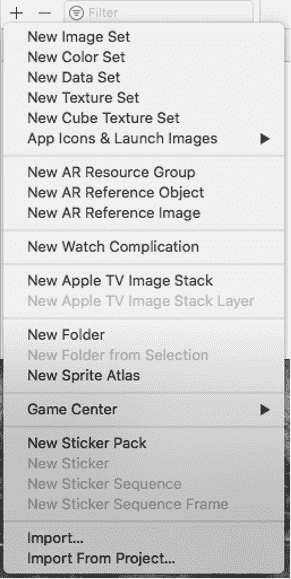 + − Filter
New Image Set
New Color Set
New Data Set
New Texture Set
New Cube Texture Set
App Icons & Launch Images
New AR Resource Group
New AR Reference Object
New AR Reference Image
New Watch Complication
New Apple TV Image Stack
New Apple TV Image Stack Layer
New Folder
New Folder from Selection
New Sprite Atlas
Game Center
New Sticker Pack
New Sticker
New Sticker Sequence
New Sticker Sequence Frame
Import...
Import From Project...